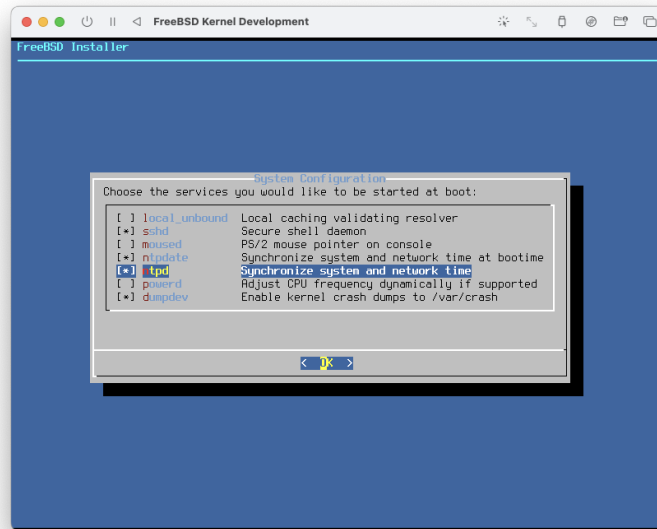 FreeBSD Kernel Development
FreeBSD Installer
System Configuration
Choose the services you would like to be started at boot:
[ ] local_unbound Local caching validating resolver
[*] sshd Secure shell daemon
[ ] moused PS/2 mouse pointer on console
[*] ntpdate Synchronize system and network time at bootime
[*] ntpd Synchronize system and network time
[ ] powerd Adjust CPU frequency dynamically if supported
[*] dumpdev Enable kernel crash dumps to /var/crash
< OK >